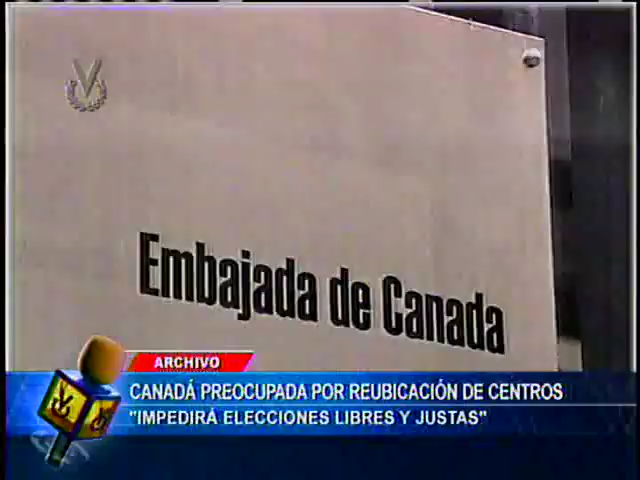 Embajada de Canada
ARCHIVO
CANADÁ PREOCUPADA POR REUBICACIÓN DE CENTROS
"IMPEDIRÁ ELECCIONES LIBRES Y JUSTAS"